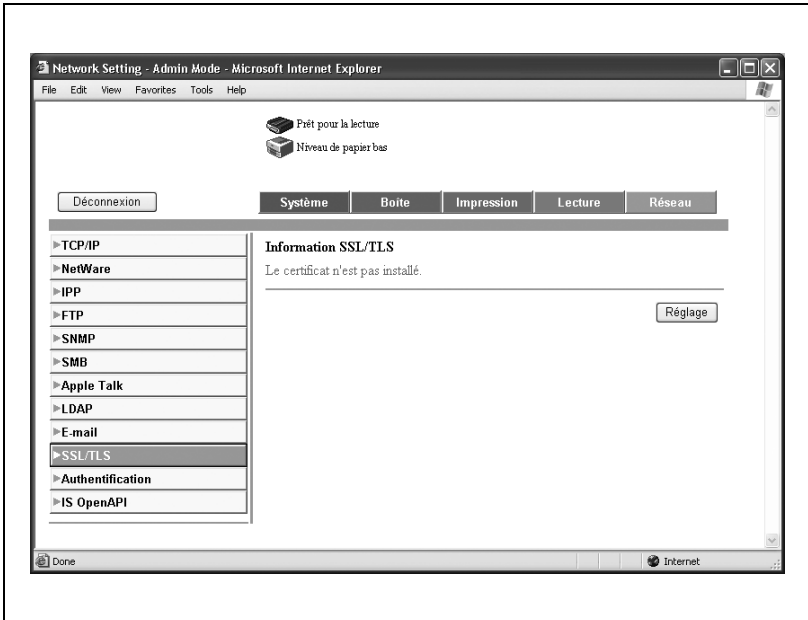 Network Setting - Admin Mode - Microsoft Internet Explorer
File Edit View Favorites Tools Help
Prêt pour la lecture
Niveau de papier bas
Déconnexion
Système Boîte Impression Lecture Réseau
TCP/IP
NetWare
IPP
FTP
SNMP
SMB
Apple Talk
LDAP
E-mail
SSL/TLS
Authentification
IS OpenAPI
Information SSL/TLS
Le certificat n'est pas installé.
Réglage
Done
Internet